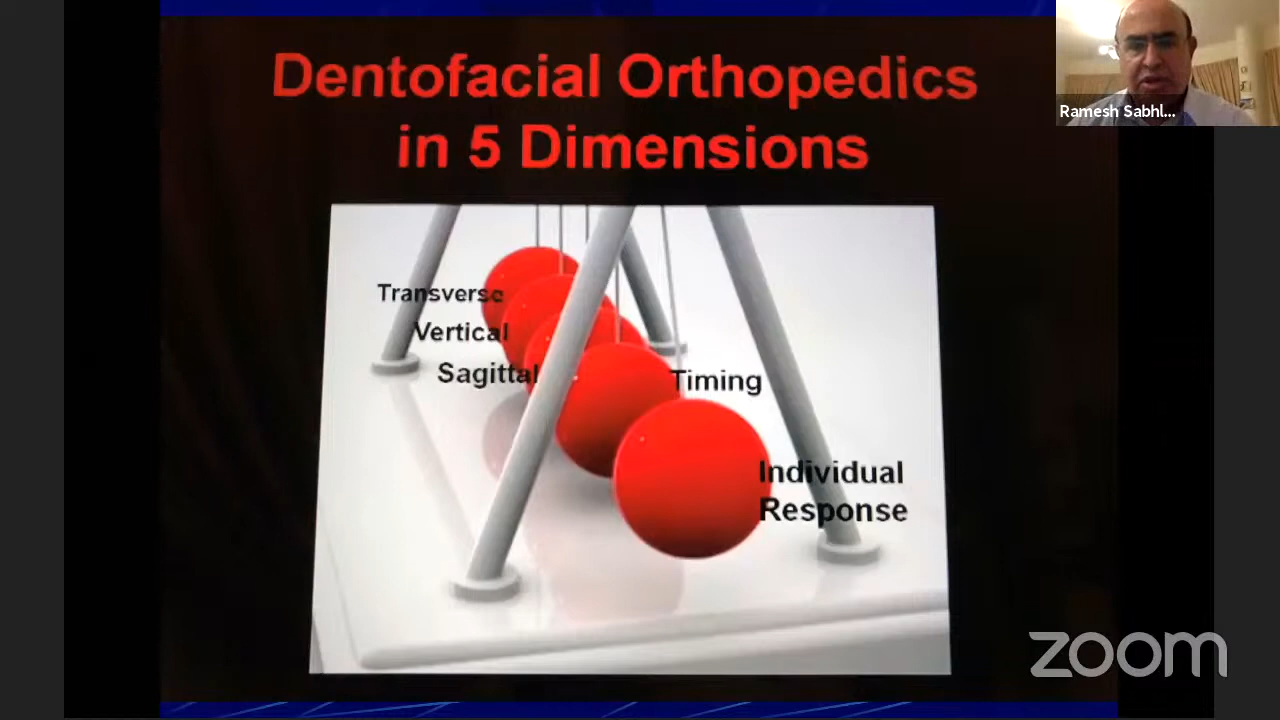 Dentofacial Orthopedics
in 5 Dimensions
Ramesh Sabhl...
Transverse
Vertical
Sagittal
Timing
Individual
Response
zoom